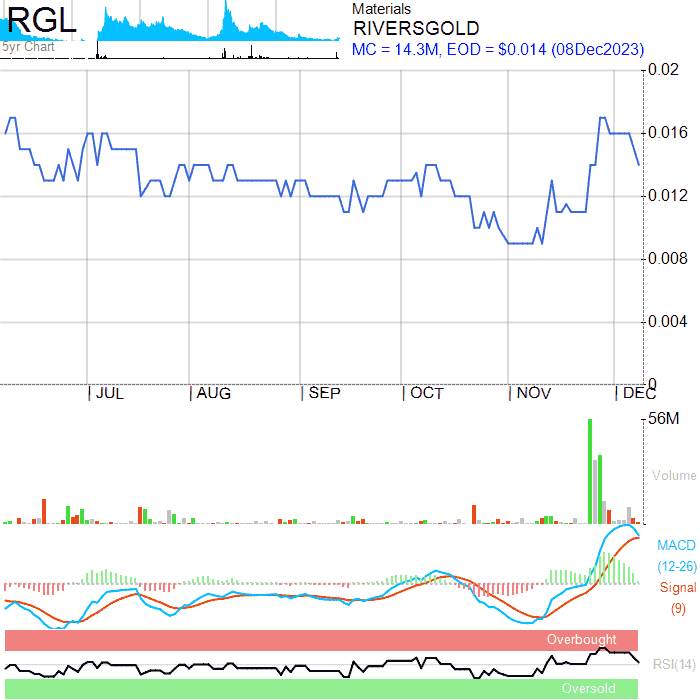 RGL
5yr Chart
Materials
RIVERSGOLD
MC = 14.3M, EOD = $0.014 (08Dec2023)
0.02
0.016
0.012
0.008
0.004
0
JUL AUG SEP OCT NOV DEC
56M
Volume
MACD
(12-26)
Signal
(9)
Overbought
RSI(14)
Oversold